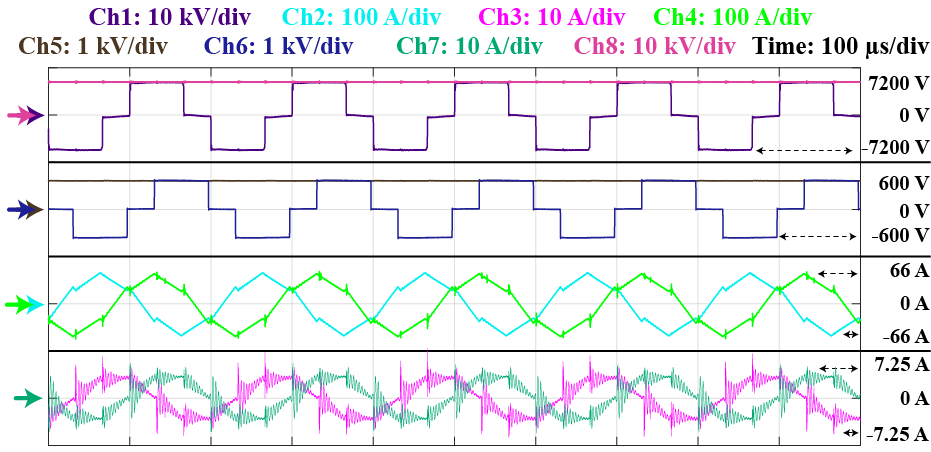 Ch1: 10 kV/div Ch2: 100 A/div Ch3: 10 A/div Ch4: 100 A/div
Ch5: 1 kV/div Ch6: 1 kV/div Ch7: 10 A/div Ch8: 10 kV/div Time: 100 μs/div
7200 V
0 V
-7200 V
600 V
0 V
-600 V
66 A
0 A
-66 A
7.25 A
0 A
-7.25 A